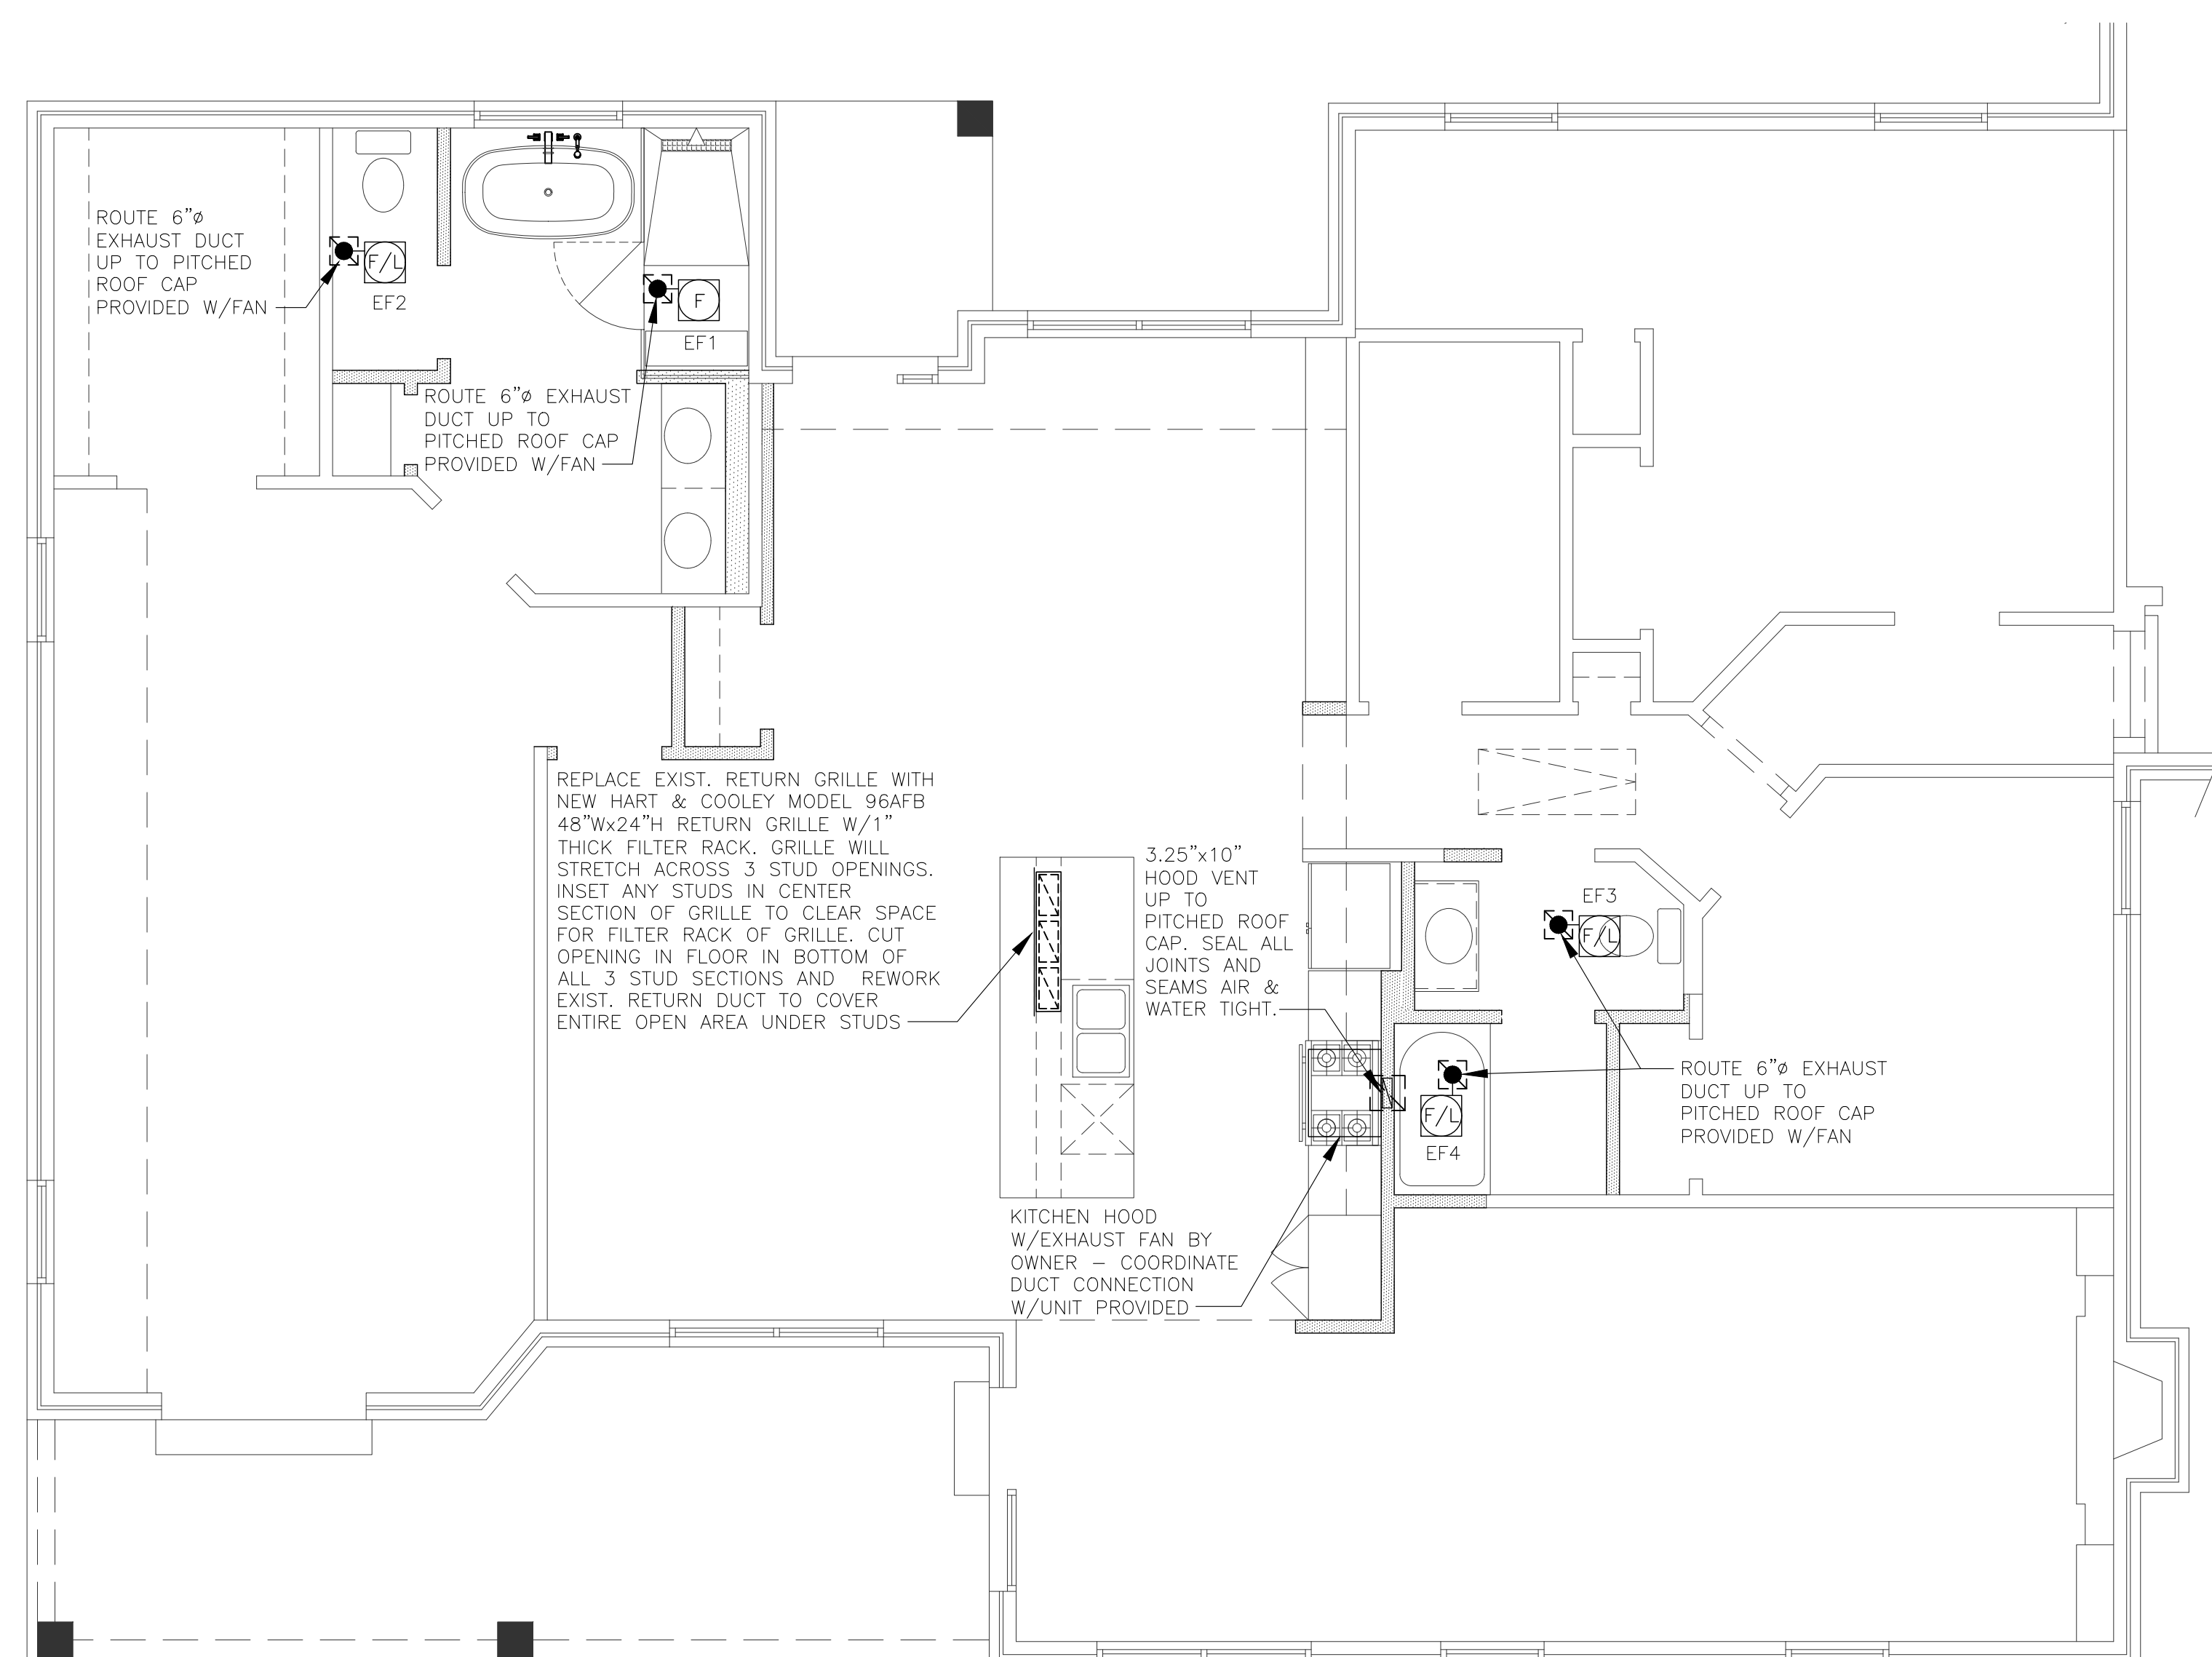 ROUTE 6"ø
EXHAUST DUCT
UP TO PITCHED
ROOF CAP
PROVIDED W/FAN
F/L
EF2
F
EF1
ROUTE 6"ø EXHAUST
DUCT UP TO
PITCHED ROOF CAP
PROVIDED W/FAN
REPLACE EXIST. RETURN GRILLE WITH
NEW HART & COOLEY MODEL 96AFB
48"Wx24"H RETURN GRILLE W/1"
THICK FILTER RACK. GRILLE WILL
STRETCH ACROSS 3 STUD OPENINGS.
INSET ANY STUDS IN CENTER
SECTION OF GRILLE TO CLEAR SPACE
FOR FILTER RACK OF GRILLE. CUT
OPENING IN FLOOR IN BOTTOM OF
ALL 3 STUD SECTIONS AND REWORK
EXIST. RETURN DUCT TO COVER
ENTIRE OPEN AREA UNDER STUDS
3.25"x10"
HOOD VENT
UP TO
PITCHED ROOF
CAP. SEAL ALL
JOINTS AND
SEAMS AIR &
WATER TIGHT.
EF3
F/L
F/L
EF4
ROUTE 6"ø EXHAUST
DUCT UP TO
PITCHED ROOF CAP
PROVIDED W/FAN
KITCHEN HOOD
W/EXHAUST FAN BY
OWNER – COORDINATE
DUCT CONNECTION
W/UNIT PROVIDED